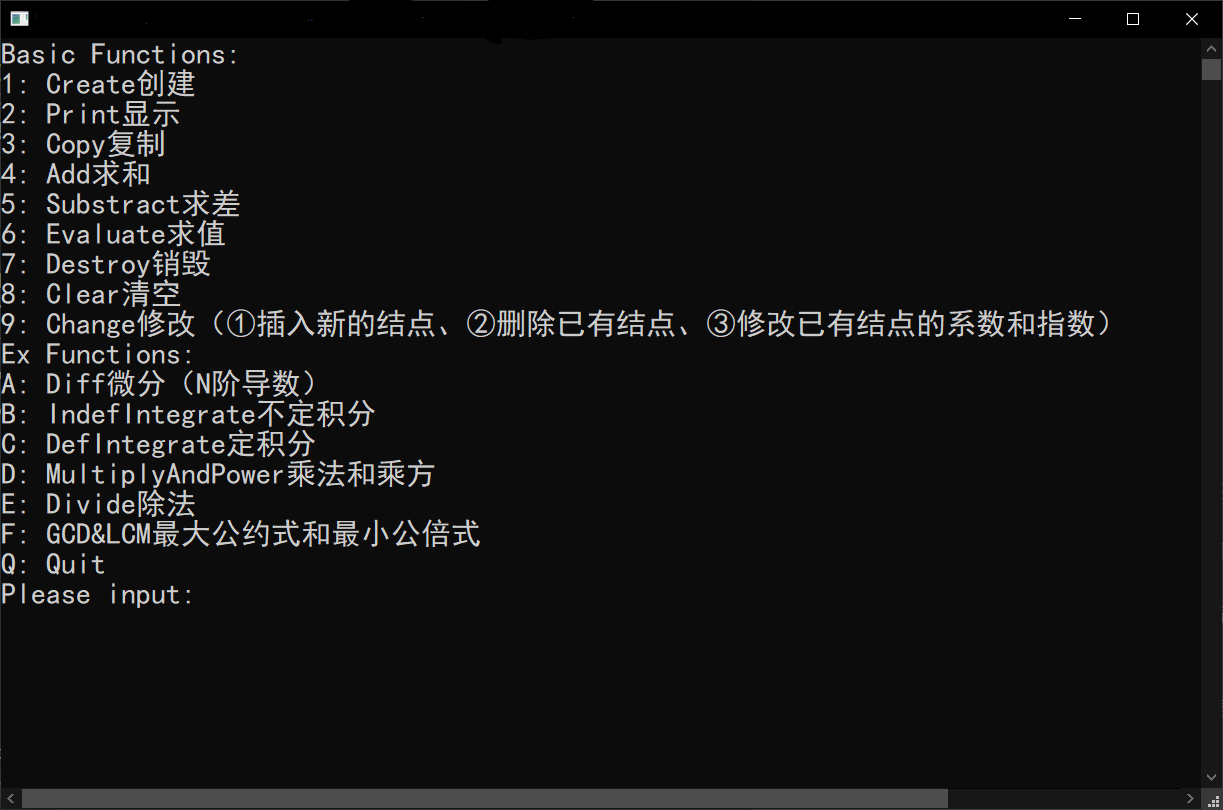 Basic Functions:
1: Create创建
2: Print显示
3: Copy复制
4: Add求和
5: Substract求差
6: Evaluate求值
7: Destroy销毁
8: Clear清空
9: Change修改（①插入新的结点、②删除已有结点、③修改已有结点的系数和指数）
Ex Functions:
A: Diff微分（N阶导数）
B: IndefIntegrate不定积分
C: DefIntegrate定积分
D: MultiplyAndPower乘法和乘方
E: Divide除法
F: GCD&LCM最大公约式和最小公倍式
Q: Quit
Please input: